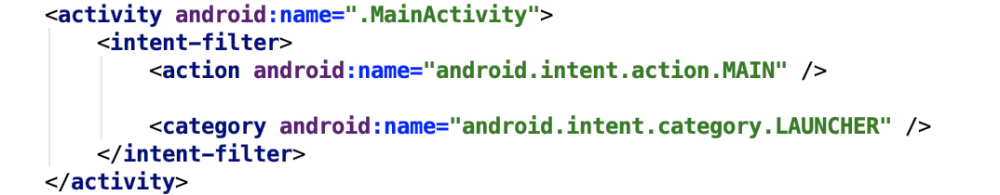 <activity android:name=".MainActivity">
<intent-filter>
<action android:name="android.intent.action.MAIN" />
<category android:name="android.intent.category.LAUNCHER" />
</intent-filter>
</activity>